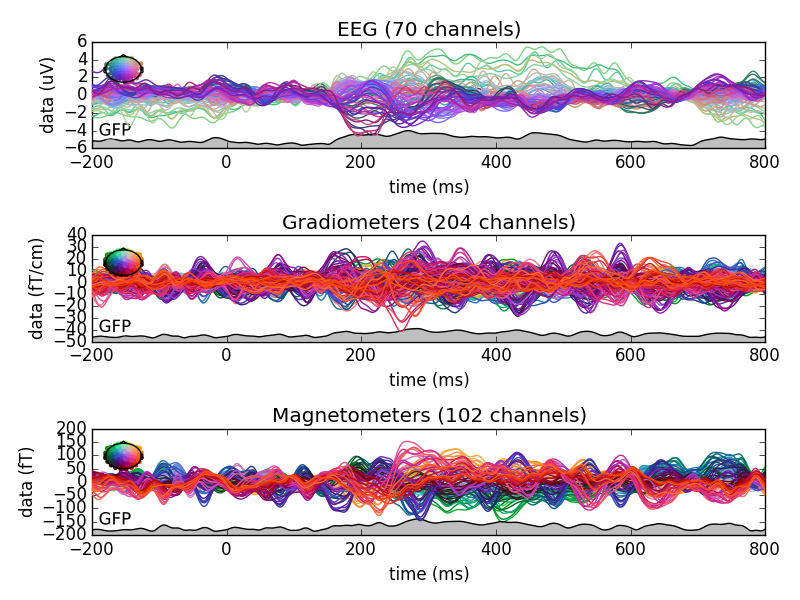 EEG (70 channels)
6
4
2
0
−2
−4
−6
data (uV)
GFP
−200 0 200 400 600 800
time (ms)
Gradiometers (204 channels)
40
30
20
10
0
−10
−20
−30
−40
−50
data (fT/cm)
GFP
−200 0 200 400 600 800
time (ms)
Magnetometers (102 channels)
200
150
100
50
0
−50
−100
−150
−200
data (fT)
GFP
−200 0 200 400 600 800
time (ms)